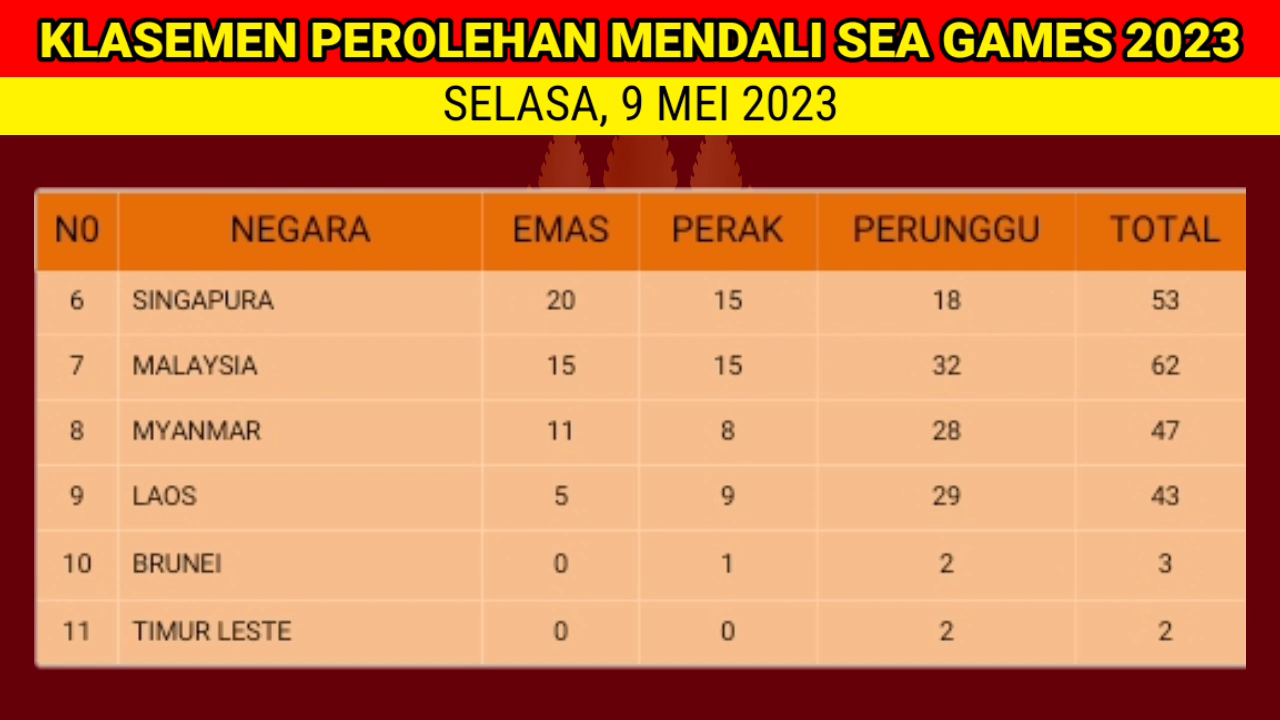 KLASEMEN PEROLEHAN MENDALI SEA GAMES 2023
SELASA, 9 MEI 2023
N0 NEGARA EMAS PERAK PERUNGGU TOTAL
6 SINGAPURA 20 15 18 53
7 MALAYSIA 15 15 32 62
8 MYANMAR 11 8 28 47
9 LAOS 5 9 29 43
10 BRUNEI 0 1 2 3
11 TIMUR LESTE 0 0 2 2